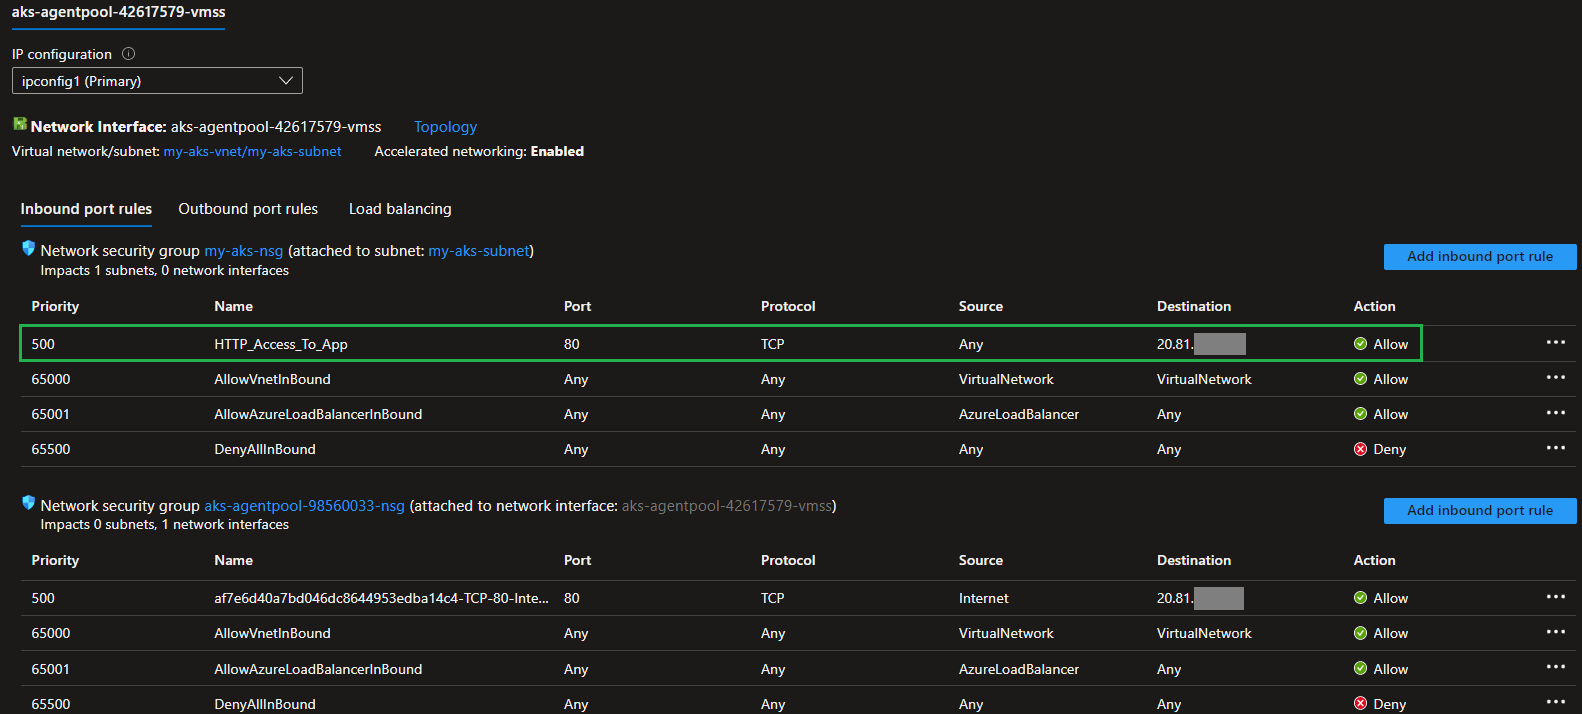 aks-agentpool-42617579-vmss
IP configuration
ipconfig1 (Primary)
Network Interface: aks-agentpool-42617579-vmss Topology
Virtual network/subnet: my-aks-vnet/my-aks-subnet Accelerated networking: Enabled
Inbound port rules Outbound port rules Load balancing
Network security group my-aks-nsg (attached to subnet: my-aks-subnet)
Impacts 1 subnets, 0 network interfaces
Add inbound port rule
Priority Name Port Protocol Source Destination Action
500 HTTP_Access_To_App 80 TCP Any 20.81. Allow
65000 AllowVnetInBound Any Any VirtualNetwork VirtualNetwork Allow
65001 AllowAzureLoadBalancerInBound Any Any AzureLoadBalancer Any Allow
65500 DenyAllInBound Any Any Any Any Deny
Network security group aks-agentpool-98560033-nsg (attached to network interface: aks-agentpool-42617579-vmss)
Impacts 0 subnets, 1 network interfaces
Add inbound port rule
Priority Name Port Protocol Source Destination Action
500 af7e6d40a7bd046dc8644953edba14c4-TCP-80-Inte... 80 TCP Internet 20.81. Allow
65000 AllowVnetInBound Any Any VirtualNetwork VirtualNetwork Allow
65001 AllowAzureLoadBalancerInBound Any Any AzureLoadBalancer Any Allow
65500 DenyAllInBound Any Any Any Any Deny